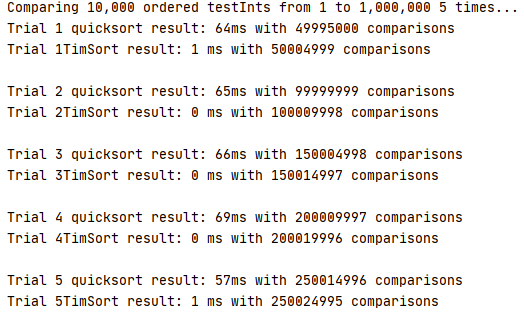 Comparing 10,000 ordered testInts from 1 to 1,000,000 5 times...
Trial 1 quicksort result: 64ms with 49995000 comparisons
Trial 1TimSort result: 1 ms with 50004999 comparisons
Trial 2 quicksort result: 65ms with 99999999 comparisons
Trial 2TimSort result: 0 ms with 100009998 comparisons
Trial 3 quicksort result: 66ms with 150004998 comparisons
Trial 3TimSort result: 0 ms with 150014997 comparisons
Trial 4 quicksort result: 69ms with 200009997 comparisons
Trial 4TimSort result: 0 ms with 200019996 comparisons
Trial 5 quicksort result: 57ms with 250014996 comparisons
Trial 5TimSort result: 1 ms with 250024995 comparisons